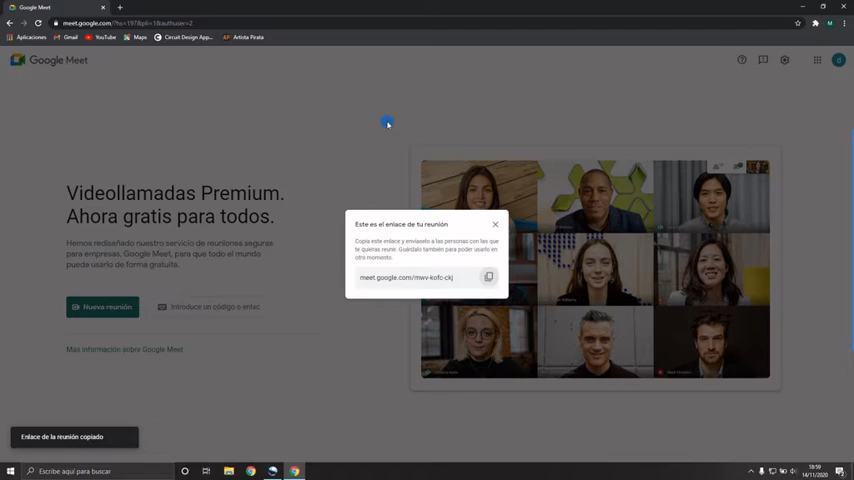 Google Meet
meet.google.com/?hs=197&pli=1&authuser=2
Aplicaciones
Gmail
YouTube
Maps
Circuit Design App...
Artista Pirata
Google Meet
d
Videollamadas Premium.
Ahora gratis para todos.
Hemos rediseñado nuestro servicio de reuniones seguras
para empresas, Google Meet, para que todo el mundo
pueda usarlo de forma gratuita.
Nueva reunión
Introduce un código o enlac
Más información sobre Google Meet
Este es el enlace de tu reunión
Copia este enlace y envíaselo a las personas con las que
te quieras reunir. Guárdalo también para poder usarlo en
otro momento.
meet.google.com/mwv-kofc-ckj
Enlace de la reunión copiado
Escribe aquí para buscar
18:59
14/11/2020